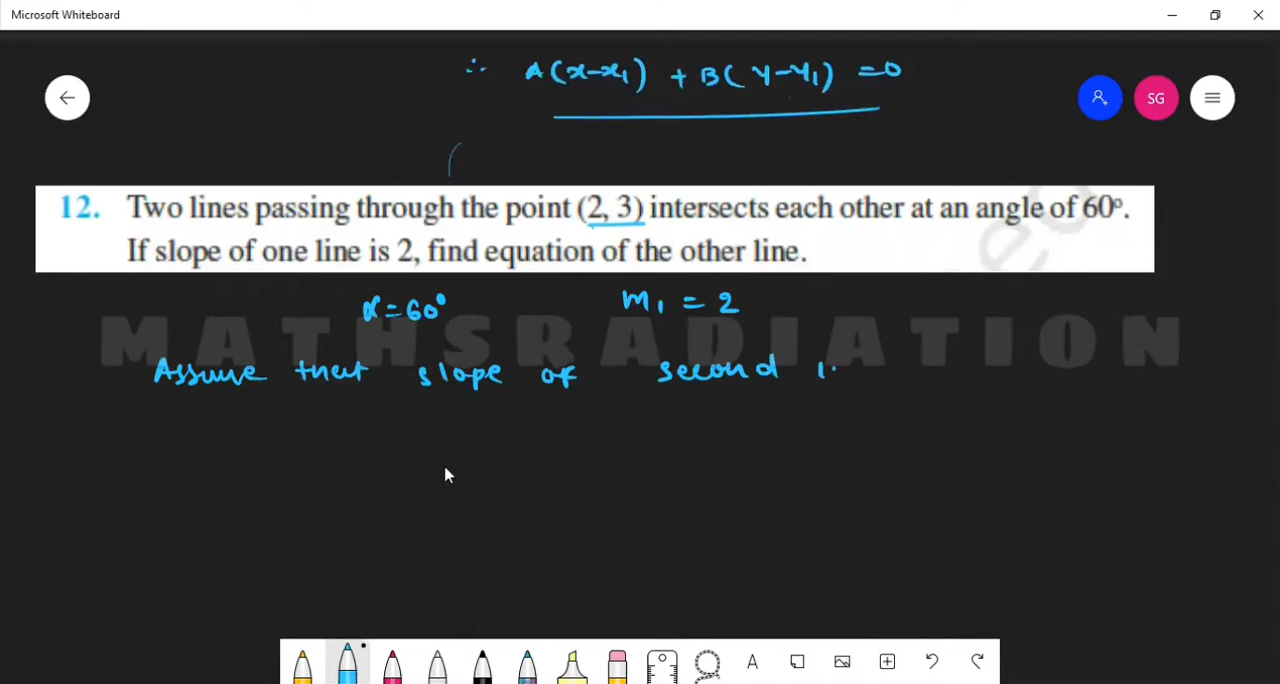 Microsoft Whiteboard
∴ A(x-x₁) + B(y-y₁) = 0
SG
12. Two lines passing through the point (2, 3) intersects each other at an angle of 60°.
If slope of one line is 2, find equation of the other line.
α = 60° m₁ = 2
MATHSRADIATION
Assume that slope of second
A